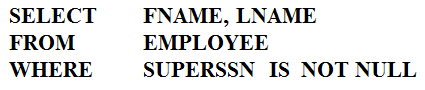 SELECT FNAME, LNAME
FROM EMPLOYEE
WHERE SUPERSSN IS NOT NULL